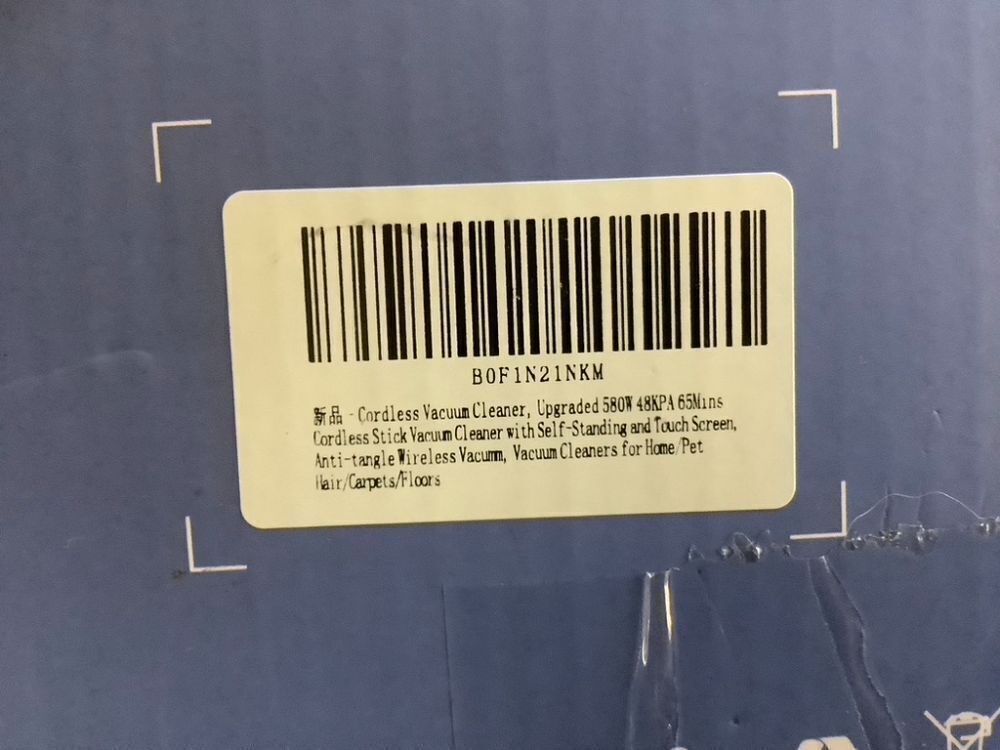 B0F1N21NKM
新品 - Cordless Vacuum Cleaner, Upgraded 580W 48KPA 65Mins
Cordless Stick Vacuum Cleaner with Self-Standing and Touch Screen,
Anti-tangle Wireless Vacumm, Vacuum Cleaners for Home/Pet
Hair/Carpets/Floors